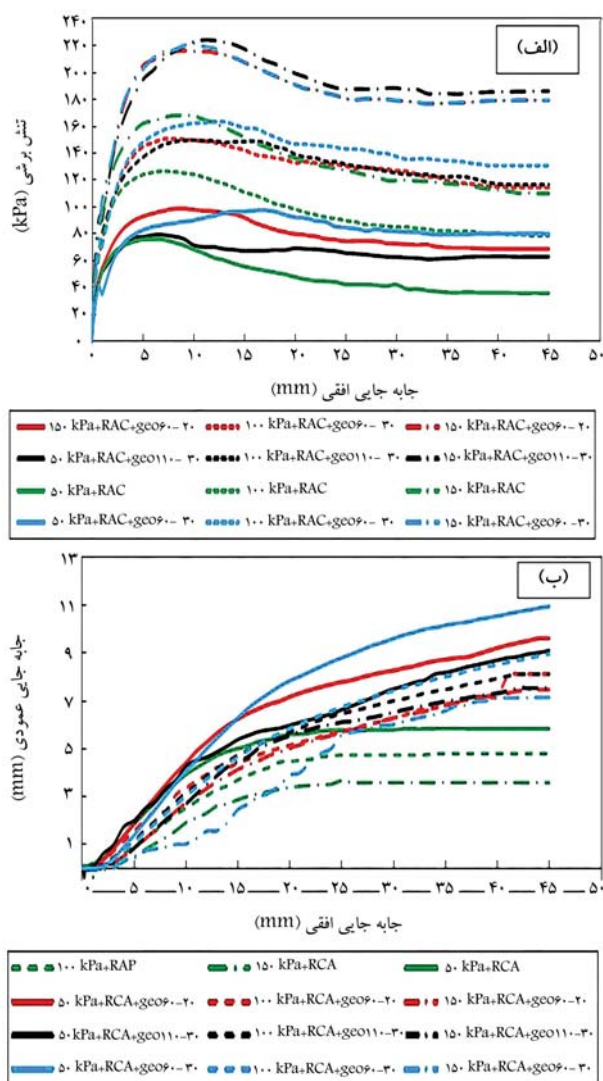 (الف)
۲۴۰
۲۲۰
۲۰۰
۱۸۰
۱۶۰
۱۴۰
۱۲۰
۱۰۰
۸۰
۶۰
۴۰
۲۰
۰
تنش برشی (kPa)
۰ ۵ ۱۰ ۱۵ ۲۰ ۲۵ ۳۰ ۳۵ ۴۰ ۴۵ ۵۰
جابه جایی افقی (mm)
۱۵۰ kPa+RAC+geo۶۰-۲۰ ۱۰۰ kPa+RAC+geo۶۰-۳۰ ۱۵۰ kPa+RAC+geo۶۰-۲۰
۵۰ kPa+RAC+geo۱۱۰-۳۰ ۱۰۰ kPa+RAC+geo۱۱۰-۳۰ ۱۵۰ kPa+RAC+geo۱۱۰-۳۰
۵۰ kPa+RAC ۱۰۰ kPa+RAC ۱۵۰ kPa+RAC
۵۰ kPa+RAC+geo۶۰-۳۰ ۱۰۰ kPa+RAC+geo۶۰-۳۰ ۱۵۰ kPa+RAC+geo۶۰-۳۰
(ب)
۱۳
۱۱
۹
۷
۵
۳
۱
جابه جایی عمودی (mm)
۰ ۵ ۱۰ ۱۵ ۲۰ ۲۵ ۳۰ ۳۵ ۴۰ ۴۵ ۵۰
جابه جایی افقی (mm)
۱۰۰ kPa+RAP ۱۵۰ kPa+RCA ۵۰ kPa+RCA
۵۰ kPa+RCA+geo۶۰-۲۰ ۱۰۰ kPa+RCA+geo۶۰-۲۰ ۱۵۰ kPa+RCA+geo۶۰-۲۰
۵۰kPa+RCA+geo۱۱۰-۳۰ ۱۰۰ kPa+RCA+geo۱۱۰-۳۰ ۱۵۰ kPa+RCA+geo۱۱۰-۳۰
۵۰ kPa+RCA+geo۶۰-۳۰ ۱۰۰ kPa+RCA+geo۶۰-۳۰ ۱۵۰ kPa+RCA+geo۶۰-۳۰